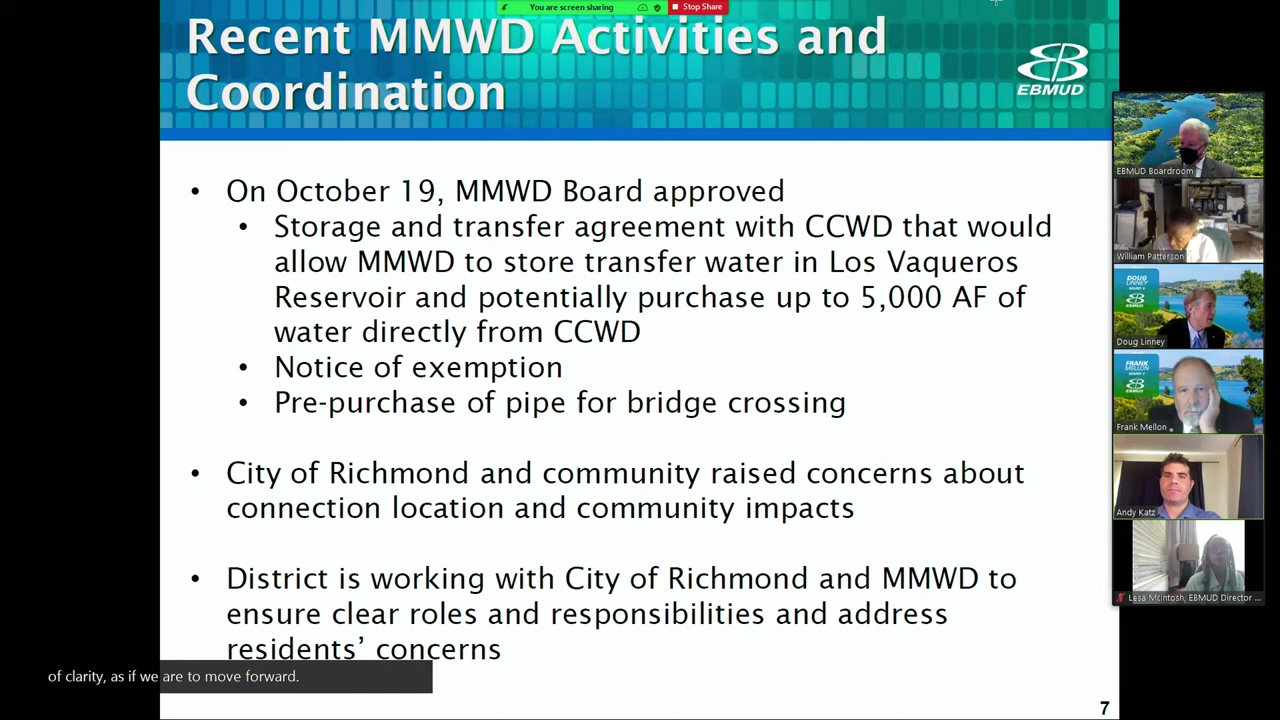 You are screen sharing
Stop Share
Recent MMWD Activities and
Coordination
EBMUD
• On October 19, MMWD Board approved
• Storage and transfer agreement with CCWD that would
allow MMWD to store transfer water in Los Vaqueros
Reservoir and potentially purchase up to 5,000 AF of
water directly from CCWD
• Notice of exemption
• Pre-purchase of pipe for bridge crossing
• City of Richmond and community raised concerns about
connection location and community impacts
• District is working with City of Richmond and MMWD to
ensure clear roles and responsibilities and address
residents’ concerns
of clarity, as if we are to move forward.
7
EBMUD Boardroom
William Patterson
DOUG
LINNEY
Doug Linney
FRANK
MELLON
Frank Mellon
Andy Katz
Lesa McIntosh, EBMUD Director ...